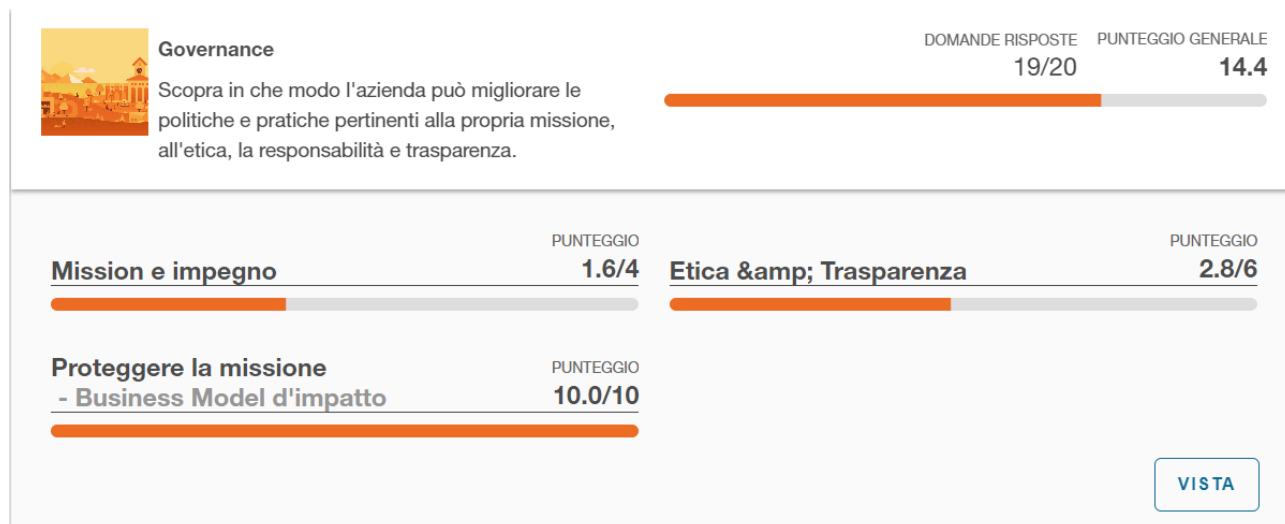 Governance
Scopra in che modo l'azienda può migliorare le
politiche e pratiche pertinenti alla propria missione,
all'etica, la responsabilità e trasparenza.
DOMANDE RISPOSTE PUNTEGGIO GENERALE
19/20 14.4
PUNTEGGIO
Mission e impegno 1.6/4
PUNTEGGIO
Etica &amp; Trasparenza 2.8/6
Proteggere la missione PUNTEGGIO
- Business Model d'impatto 10.0/10
VISTA